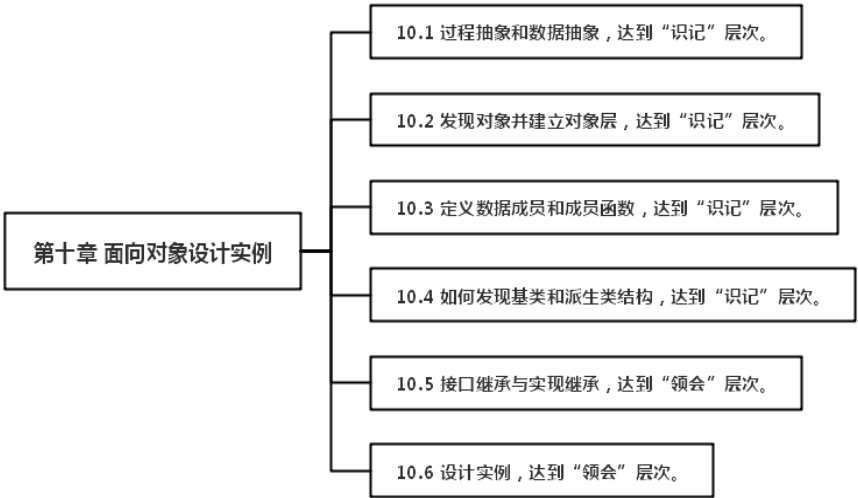 第十章 面向对象设计实例
10.1 过程抽象和数据抽象，达到“识记”层次。
10.2 发现对象并建立对象层，达到“识记”层次。
10.3 定义数据成员和成员函数，达到“识记”层次。
10.4 如何发现基类和派生类结构，达到“识记”层次。
10.5 接口继承与实现继承，达到“领会”层次。
10.6 设计实例，达到“领会”层次。